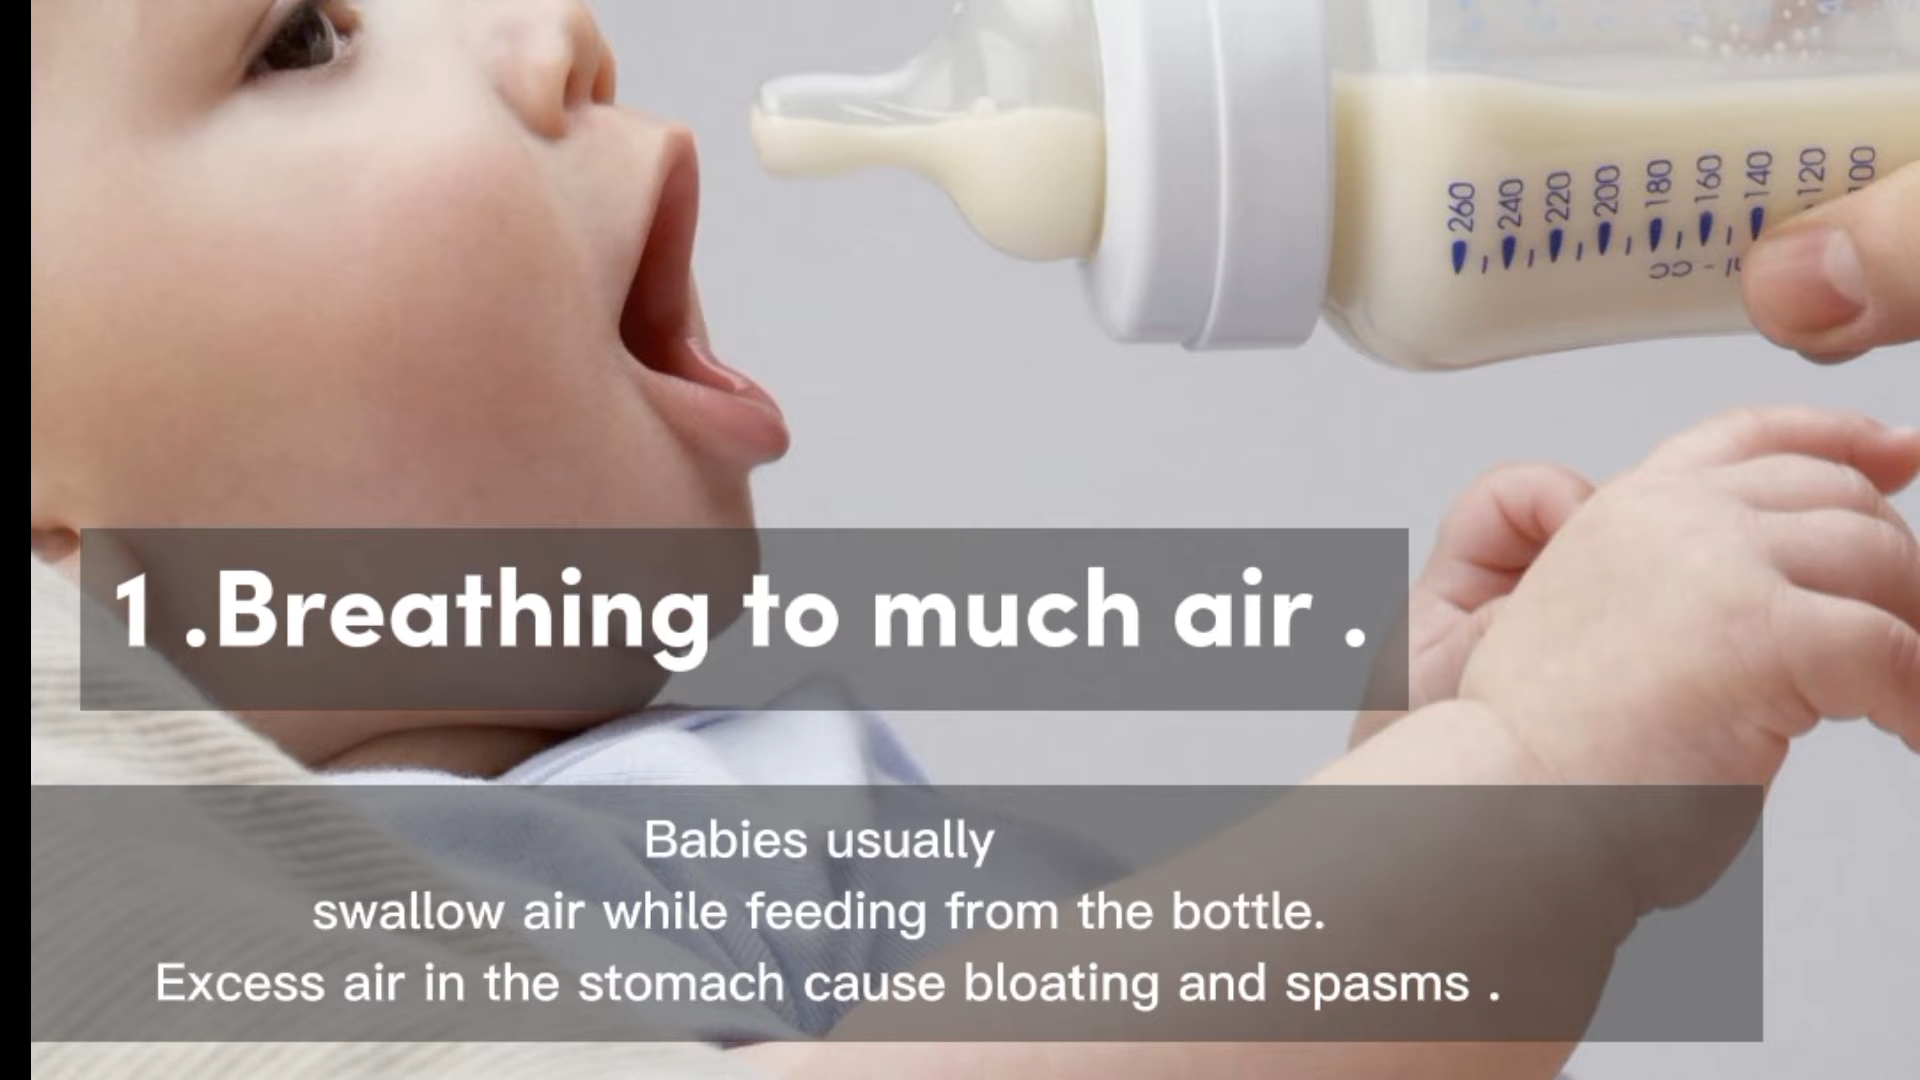 260
240
220
200
180
160
140
120
100
1 .Breathing to much air .
Babies usually
swallow air while feeding from the bottle.
Excess air in the stomach cause bloating and spasms .